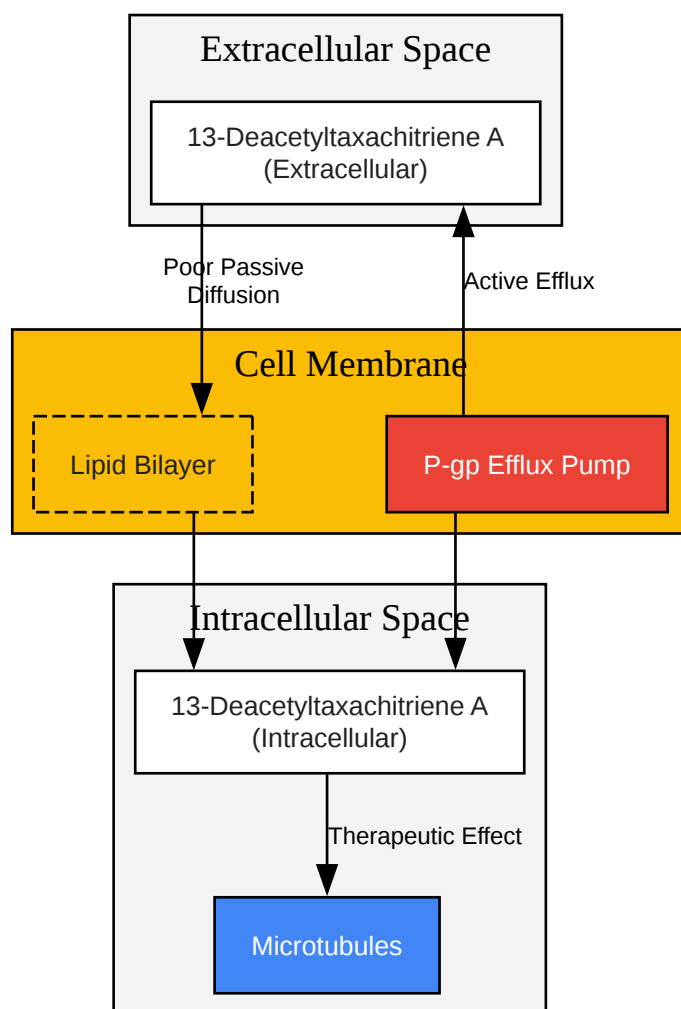 Extracellular Space
13-Deacetyltaxachitriene A
(Extracellular)
Poor Passive
Diffusion
Active Efflux
Cell Membrane
Lipid Bilayer
P-gp Efflux Pump
Intracellular Space
13-Deacetyltaxachitriene A
(Intracellular)
Therapeutic Effect
Microtubules